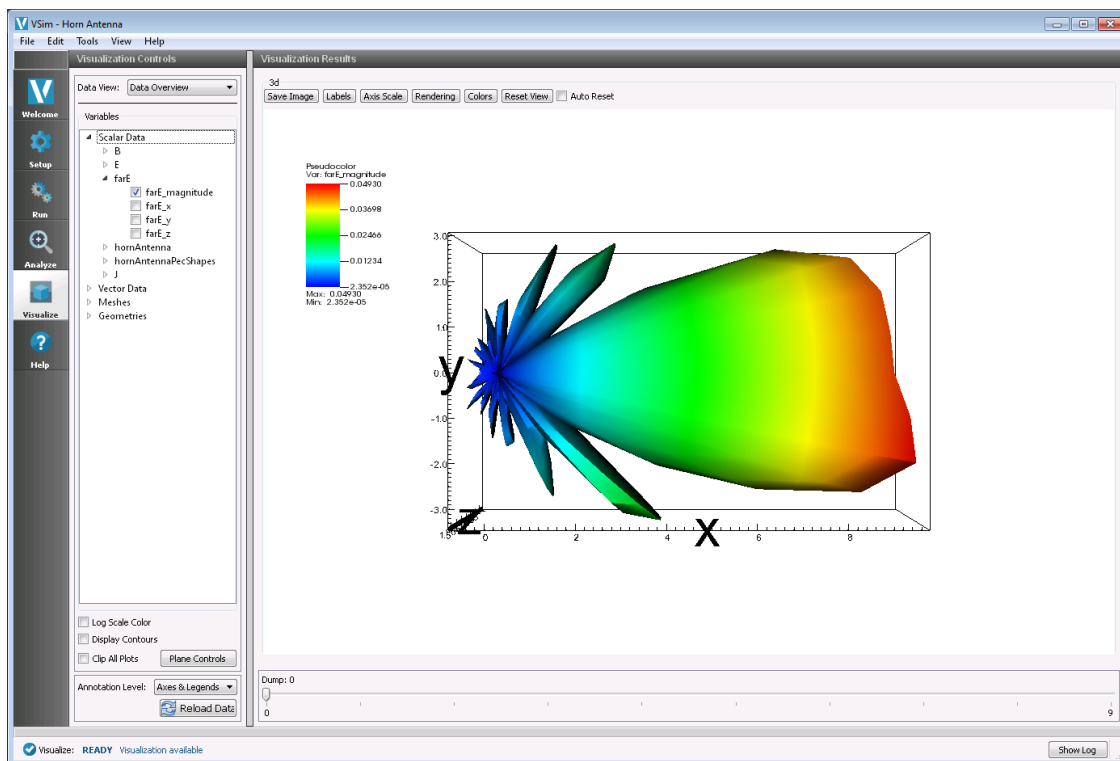 VSim - Horn Antenna
File Edit Tools View Help
Visualization Controls
Visualization Results
Welcome
Setup
Run
Analyze
Visualize
Help
Data View: Data Overview
Variables
Scalar Data
B
E
farE
farE_magnitude
farE_x
farE_y
farE_z
hornAntenna
hornAntennaPecShapes
J
Vector Data
Meshes
Geometries
Log Scale Color
Display Contours
Clip All Plots Plane Controls
Annotation Level: Axes & Legends
Reload Data
3d
Save Image Labels Axis Scale Rendering Colors Reset View Auto Reset
Pseudocolor
Var: farE_magnitude
0.04930
0.03698
0.02466
0.01234
2.352e-05
Max: 0.04930
Min: 2.352e-05
3.0
2.0
1.0
0.0
y
-1.0
-2.0
-3.0
z
0 2 4 6 8
X
Dump: 0
0 9
Visualize: READY Visualization available
Show Log